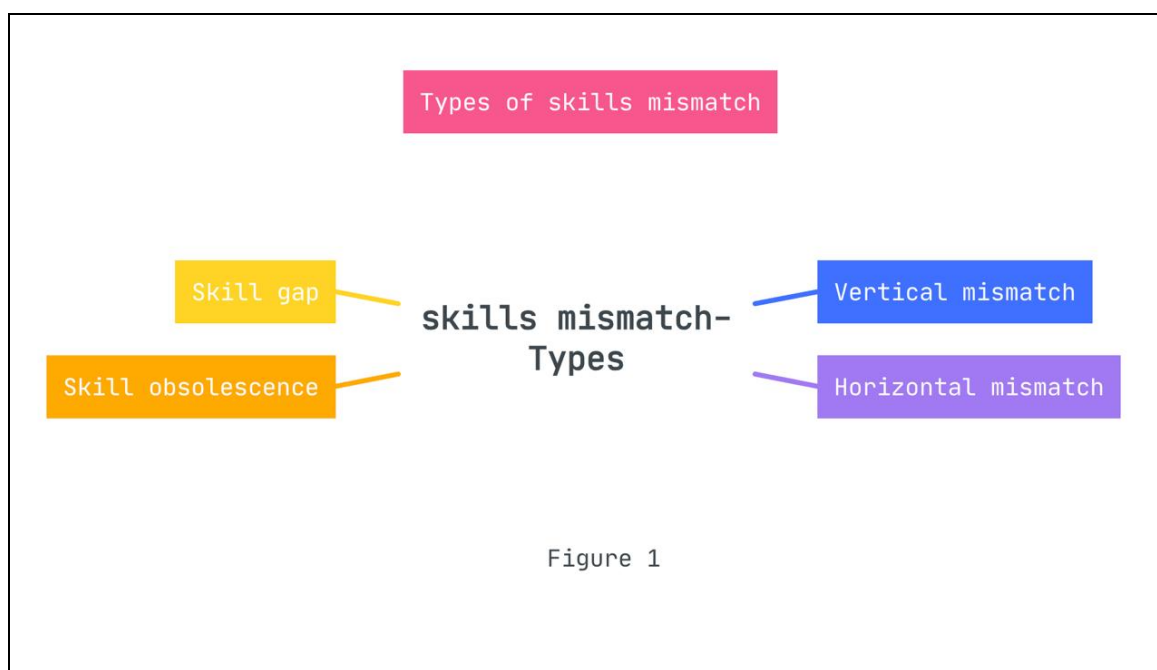 Types of skills mismatch
Skill gap
Skill obsolescence
skills mismatch-
Types
Vertical mismatch
Horizontal mismatch
Figure 1